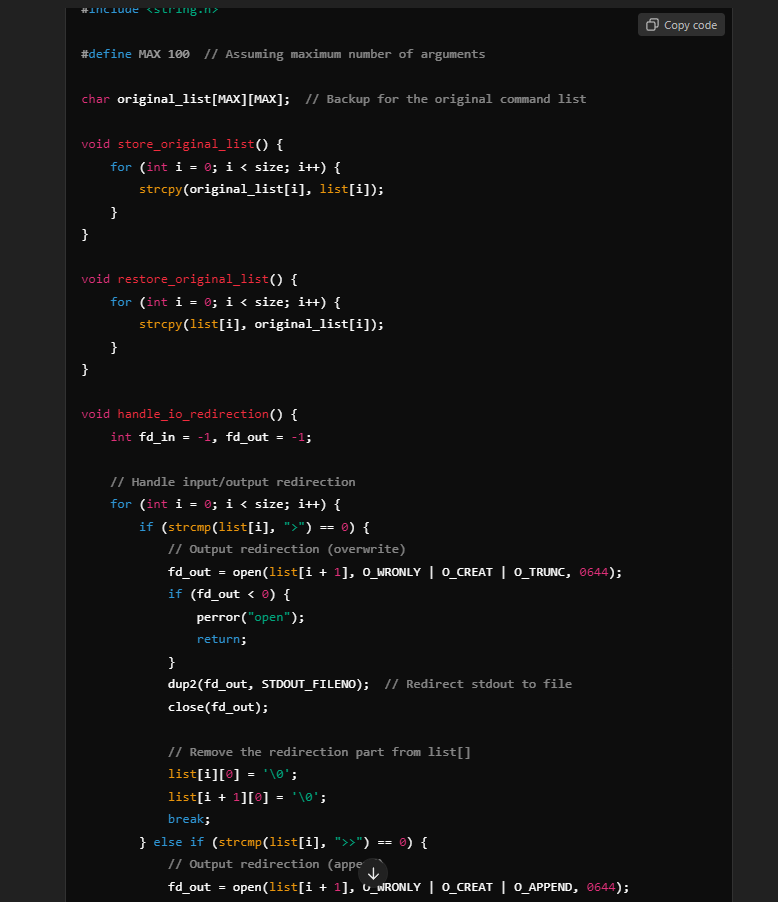 #include <string.h>
Copy code
#define MAX 100  // Assuming maximum number of arguments
char original_list[MAX][MAX];  // Backup for the original command list
void store_original_list() {
    for (int i = 0; i < size; i++) {
        strcpy(original_list[i], list[i]);
    }
}
void restore_original_list() {
    for (int i = 0; i < size; i++) {
        strcpy(list[i], original_list[i]);
    }
}
void handle_io_redirection() {
    int fd_in = -1, fd_out = -1;
    // Handle input/output redirection
    for (int i = 0; i < size; i++) {
        if (strcmp(list[i], ">") == 0) {
            // Output redirection (overwrite)
            fd_out = open(list[i + 1], O_WRONLY | O_CREAT | O_TRUNC, 0644);
            if (fd_out < 0) {
                perror("open");
                return;
            }
            dup2(fd_out, STDOUT_FILENO);  // Redirect stdout to file
            close(fd_out);
            // Remove the redirection part from list[]
            list[i][0] = '\0';
            list[i + 1][0] = '\0';
            break;
        } else if (strcmp(list[i], ">>") == 0) {
            // Output redirection
            fd_out = open(list[i + 1], O_WRONLY | O_CREAT | O_APPEND, 0644);